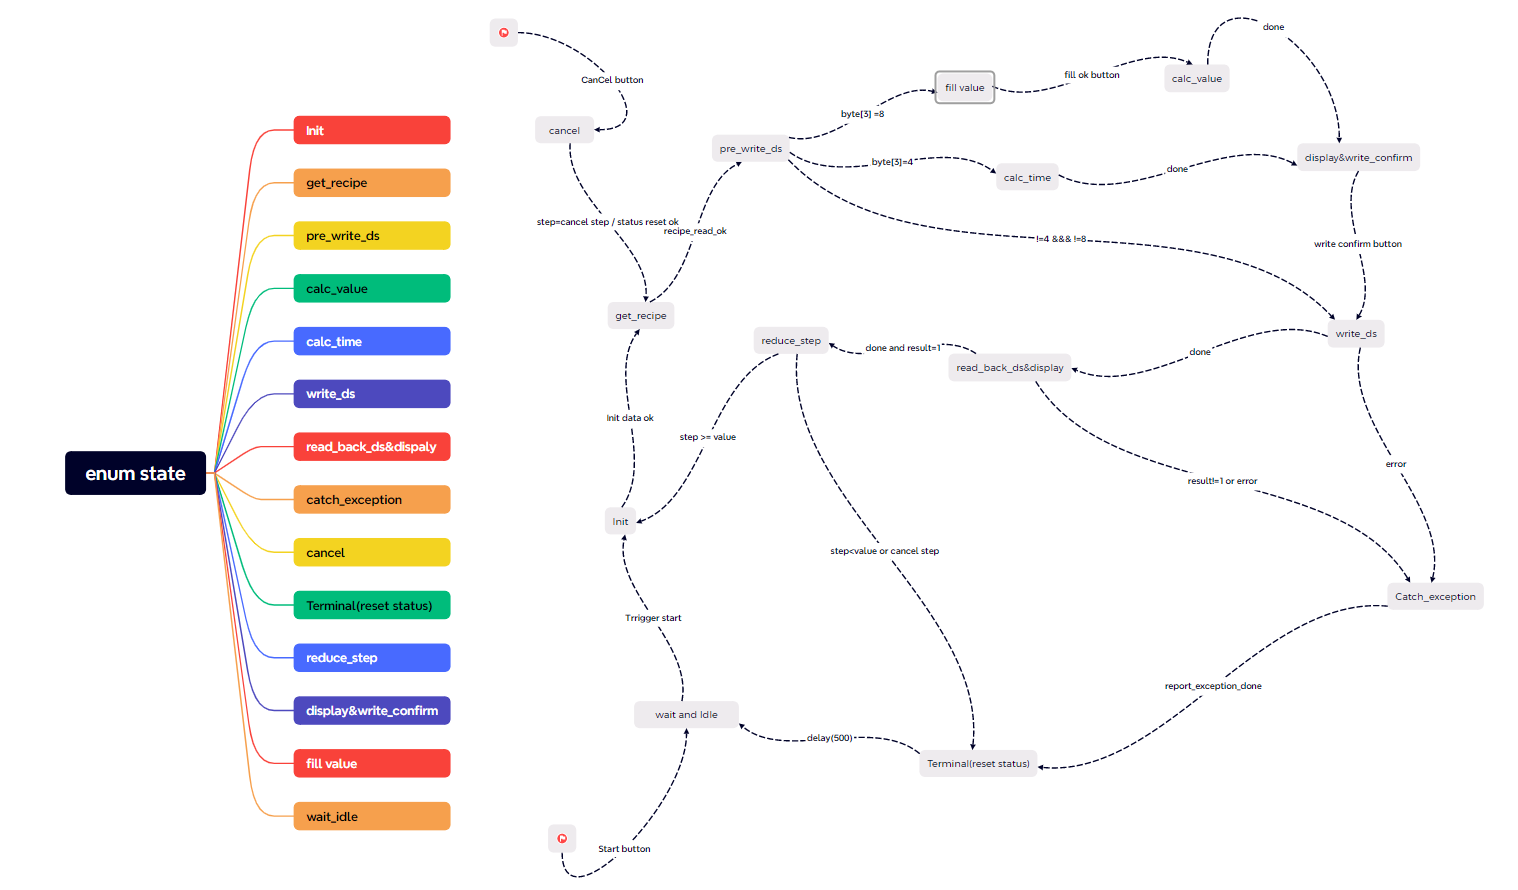 enum state
Init
get_recipe
pre_write_ds
calc_value
calc_time
write_ds
read_back_ds&dispaly
catch_exception
cancel
Terminal(reset status)
reduce_step
display&write_confirm
fill value
wait_idle
CanCel button
cancel
step=cancel step / status reset ok
recipe_read_ok
get_recipe
Init data ok
Init
Trrigger start
wait and Idle
Start button
pre_write_ds
byte[3] =8
fill value
fill ok button
calc_value
done
byte[3]=4
calc_time
done
display&write_confirm
!=4 &&& !=8
write confirm button
write_ds
done
read_back_ds&display
done and result=1
reduce_step
step >= value
step<value or cancel step
result!=1 or error
error
Catch_exception
report_exception_done
Terminal(reset status)
delay(500)